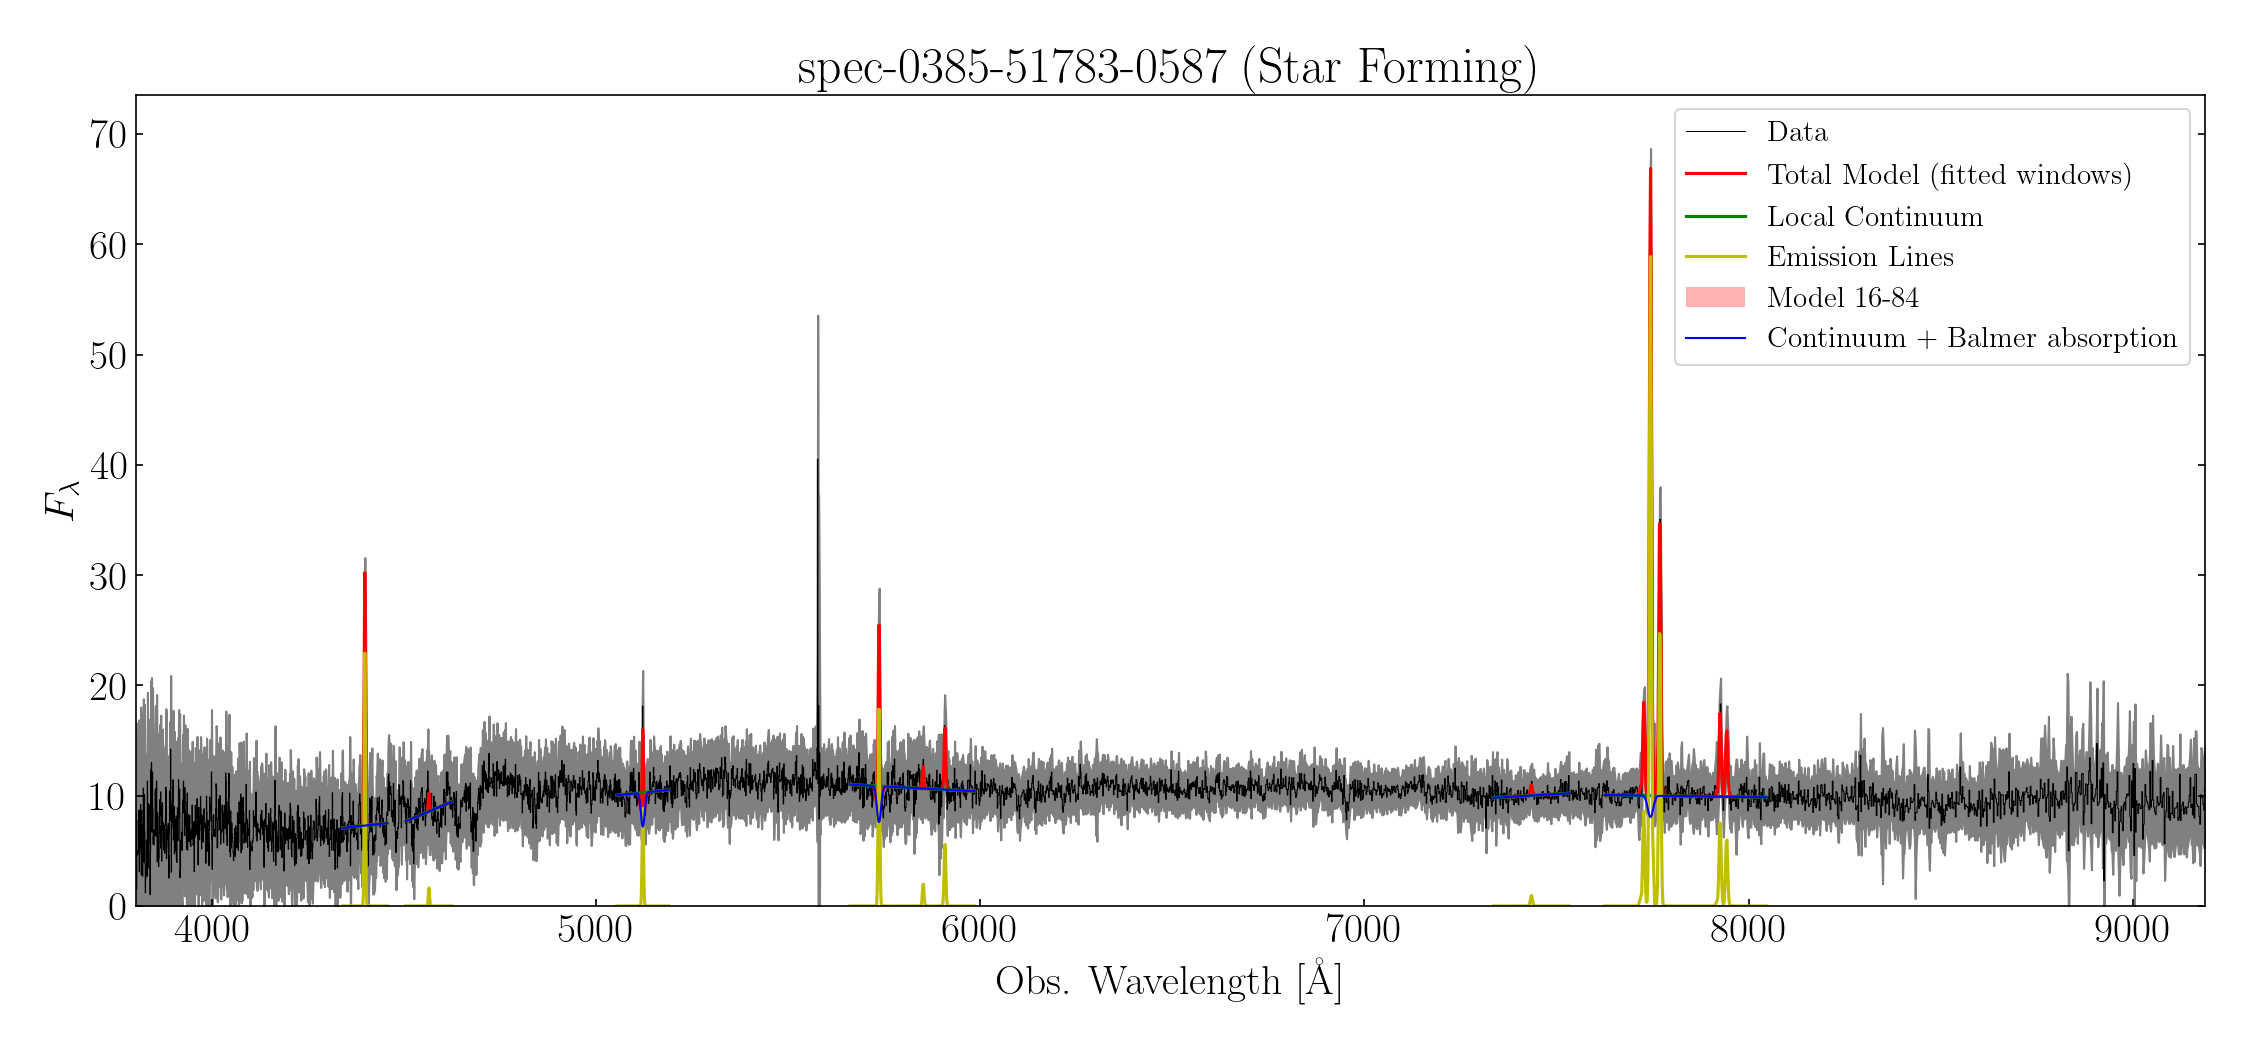 spec-0385-51783-0587 (Star Forming)
Data
Total Model (fitted windows)
Local Continuum
Emission Lines
Model 16-84
Continuum + Balmer absorption
70
60
50
40
30
20
10
0
F_λ
4000 5000 6000 7000 8000 9000
Obs. Wavelength [Å]